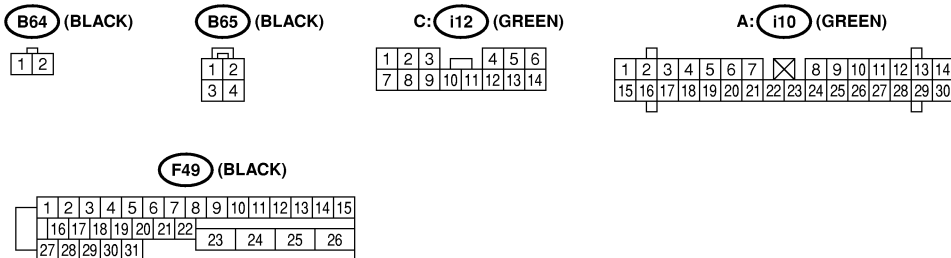 B64 (BLACK) B65 (BLACK) C: i12 (GREEN) A: i10 (GREEN)
1 2
1 2
3 4
1 2 3 4 5 6
7 8 9 10 11 12 13 14
1 2 3 4 5 6 7 8 9 10 11 12 13 14
15 16 17 18 19 20 21 22 23 24 25 26 27 28 29 30
F49 (BLACK)
1 2 3 4 5 6 7 8 9 10 11 12 13 14 15
16 17 18 19 20 21 22
23 24 25 26
27 28 29 30 31